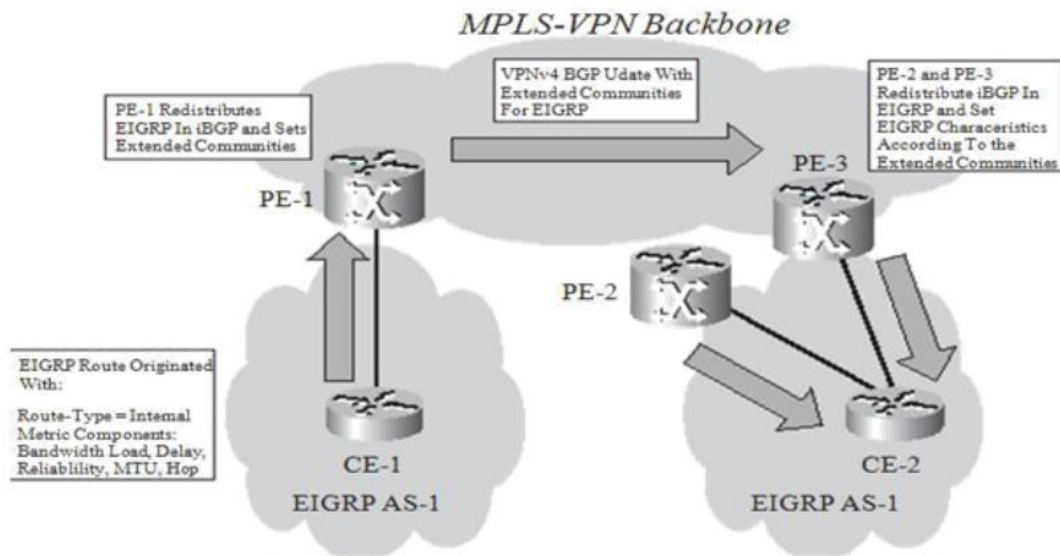 MPLS-VPN Backbone
VPNv4 BGP Udate With
Extended Communities
For EIGRP
PE-2 and PE-3
Redistribute iBGP In
EIGRP and Set
EIGRP Characeristics
According To the
Extended Communities
PE-1 Redistributes
EIGRP In iBGP and Sets
Extended Communities
PE-3
PE-1
PE-2
EIGRP Route Originated
With:
Route-Type = Internal
Metric Components:
Bandwidth Load, Delay,
Reliablility, MTU, Hop
CE-1
EIGRP AS-1
CE-2
EIGRP AS-1